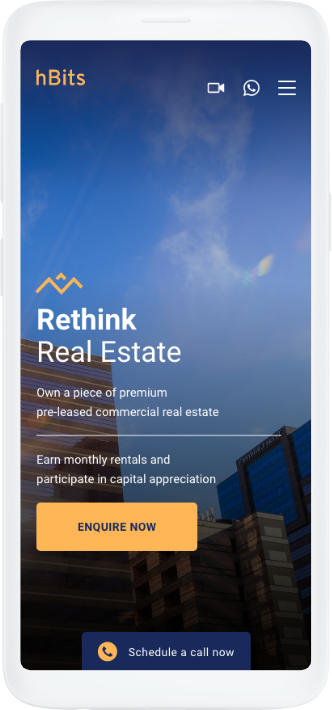 hBits
Rethink
Real Estate
Own a piece of premium
pre-leased commercial real estate
Earn monthly rentals and
participate in capital appreciation
ENQUIRE NOW
Schedule a call now